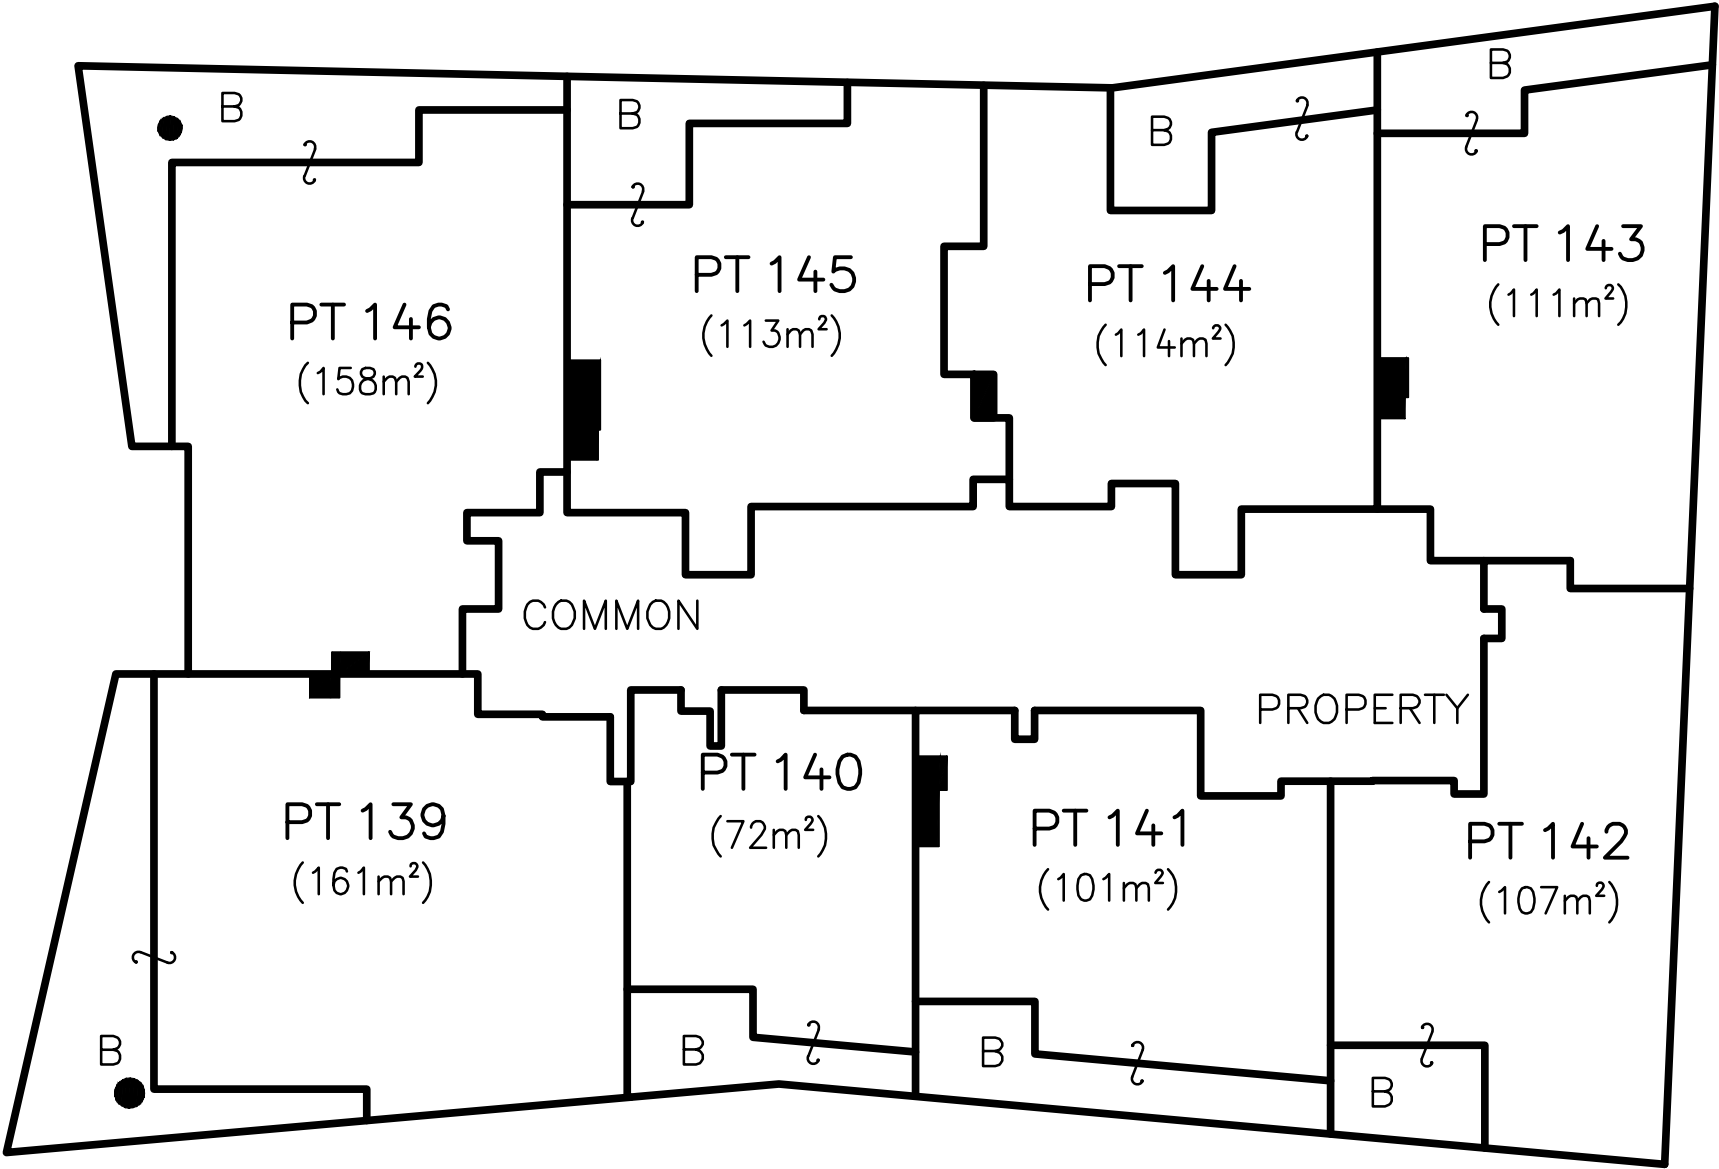 B
B
B
B
PT 146
(158m²)
PT 145
(113m²)
PT 144
(114m²)
PT 143
(111m²)
COMMON
PROPERTY
PT 139
(161m²)
PT 140
(72m²)
PT 141
(101m²)
PT 142
(107m²)
B
B
B
B